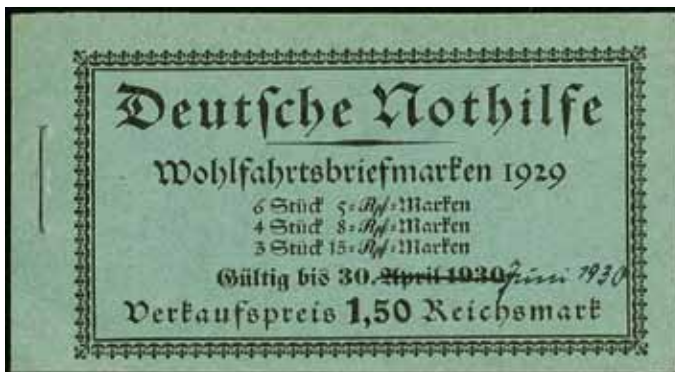 Deutsche Nothilfe
Wohlfahrtsbriefmarken 1929
6 Stück 5=Rpf=Marken
4 Stück 8=Rpf=Marken
3 Stück 15=Rpf=Marken
Gültig bis 30. April 1930 Juni 1930
Verkaufspreis 1,50 Reichsmark